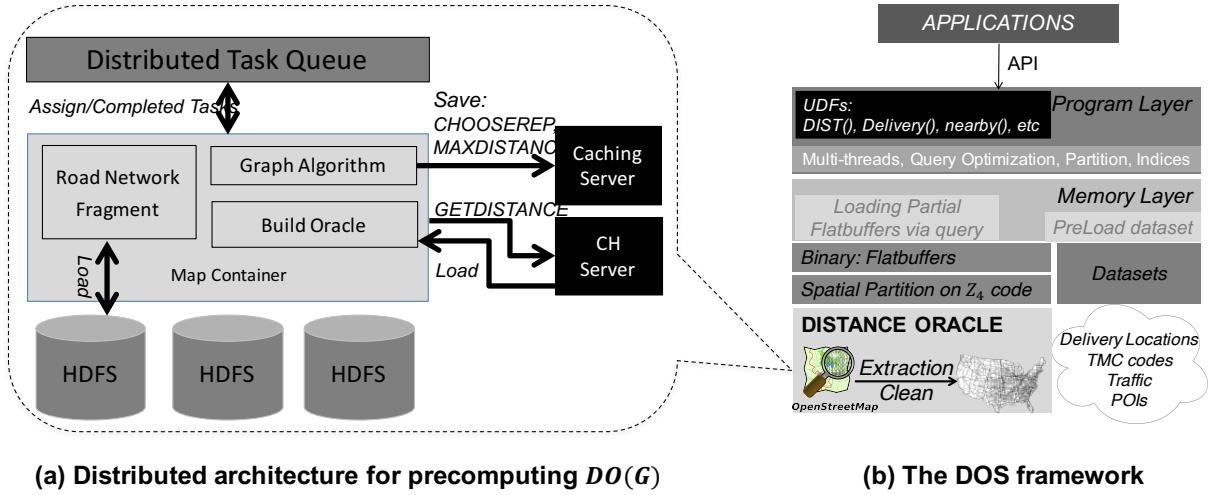 Distributed Task Queue
Assign/Completed Tasks
Save:
CHOOSEREP,
MAXDISTANC
Graph Algorithm
Caching
Server
Road Network
Fragment
Build Oracle
GETDISTANCE
CH
Server
Load
Load
Map Container
HDFS
HDFS
HDFS
(a) Distributed architecture for precomputing DO(G)
APPLICATIONS
API
UDFs:
DIST(), Delivery(), nearby(), etc
Program Layer
Multi-threads, Query Optimization, Partition, Indices
Memory Layer
Loading Partial
Flatbuffers via query
PreLoad dataset
Binary: Flatbuffers
Spatial Partition on Z₄ code
Datasets
DISTANCE ORACLE
Extraction
Clean
OpenStreetMap
Delivery Locations
TMC codes
Traffic
POIs
(b) The DOS framework